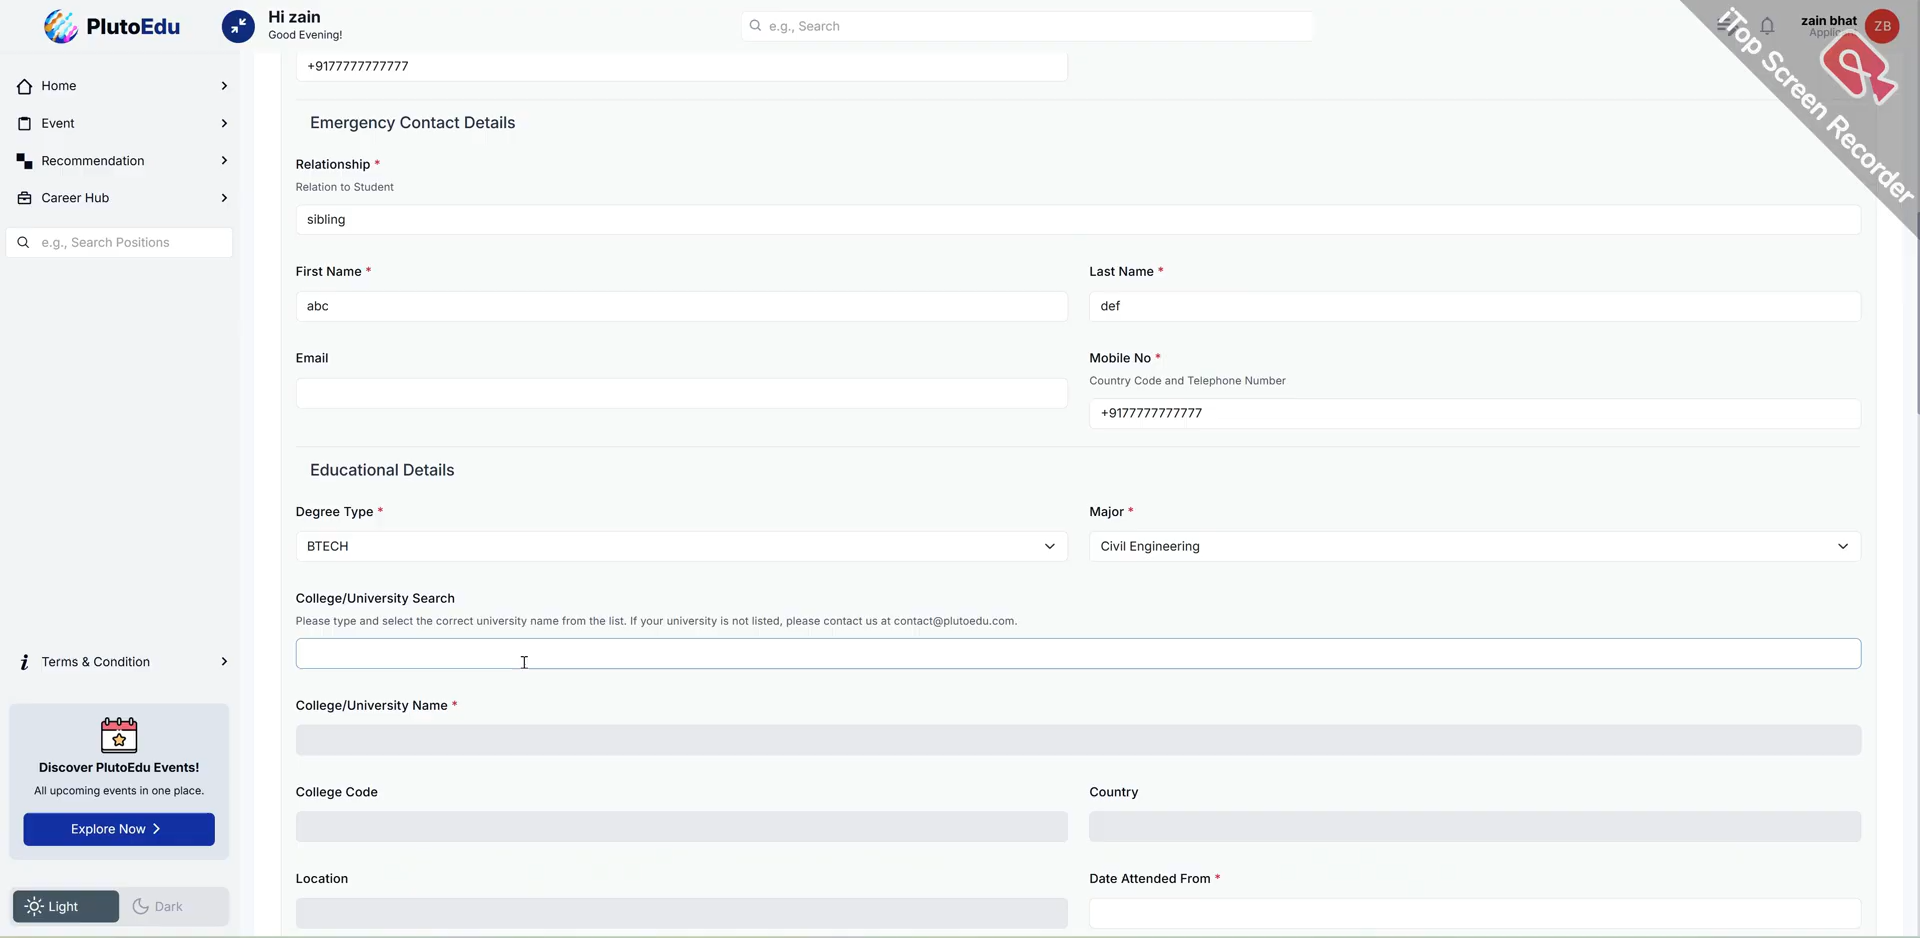 PlutoEdu
Hi zain
Good Evening!
e.g., Search
zain bhat
ZB
iTop Screen Recorder
Home
Event
Recommendation
Career Hub
e.g., Search Positions
+9177777777777
Emergency Contact Details
Relationship *
Relation to Student
sibling
First Name *
Last Name *
abc
def
Email
Mobile No *
Country Code and Telephone Number
+9177777777777
Educational Details
Degree Type *
Major *
BTECH
Civil Engineering
College/University Search
Please type and select the correct university name from the list. If your university is not listed, please contact us at contact@plutoedu.com.
College/University Name *
College Code
Country
Location
Date Attended From *
Terms & Condition
Discover PlutoEdu Events!
All upcoming events in one place.
Explore Now
Light
Dark